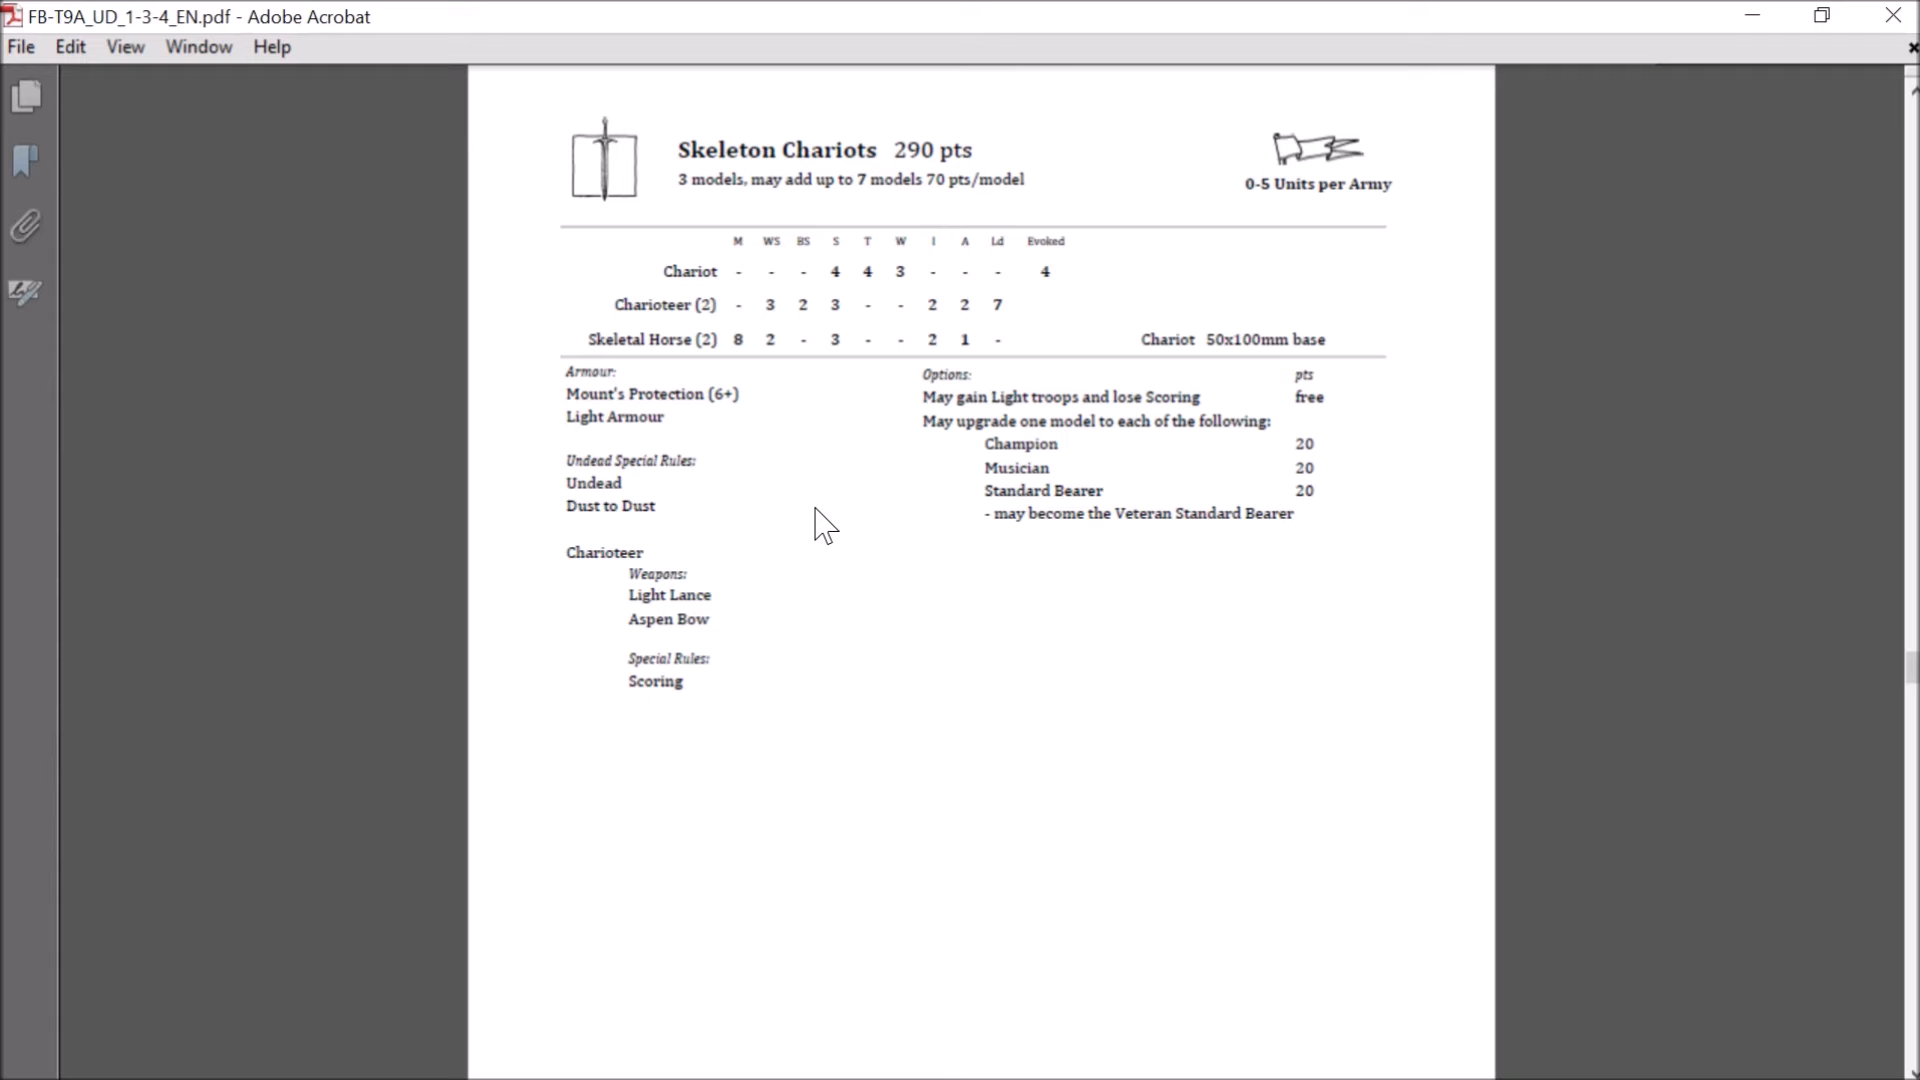 FB-T9A_UD_1-3-4_EN.pdf - Adobe Acrobat
File Edit View Window Help
Skeleton Chariots 290 pts
3 models, may add up to 7 models 70 pts/model
0-5 Units per Army
M WS BS S T W I A Ld Evoked
Chariot - - - 4 4 3 - - - 4
Charioteer (2) - 3 2 3 - - 2 2 7
Skeletal Horse (2) 8 2 - 3 - - 2 1 - Chariot 50x100mm base
Armour:
Mount's Protection (6+)
Light Armour
Undead Special Rules:
Undead
Dust to Dust
Charioteer
Weapons:
Light Lance
Aspen Bow
Special Rules:
Scoring
Options: pts
May gain Light troops and lose Scoring free
May upgrade one model to each of the following:
Champion 20
Musician 20
Standard Bearer 20
- may become the Veteran Standard Bearer